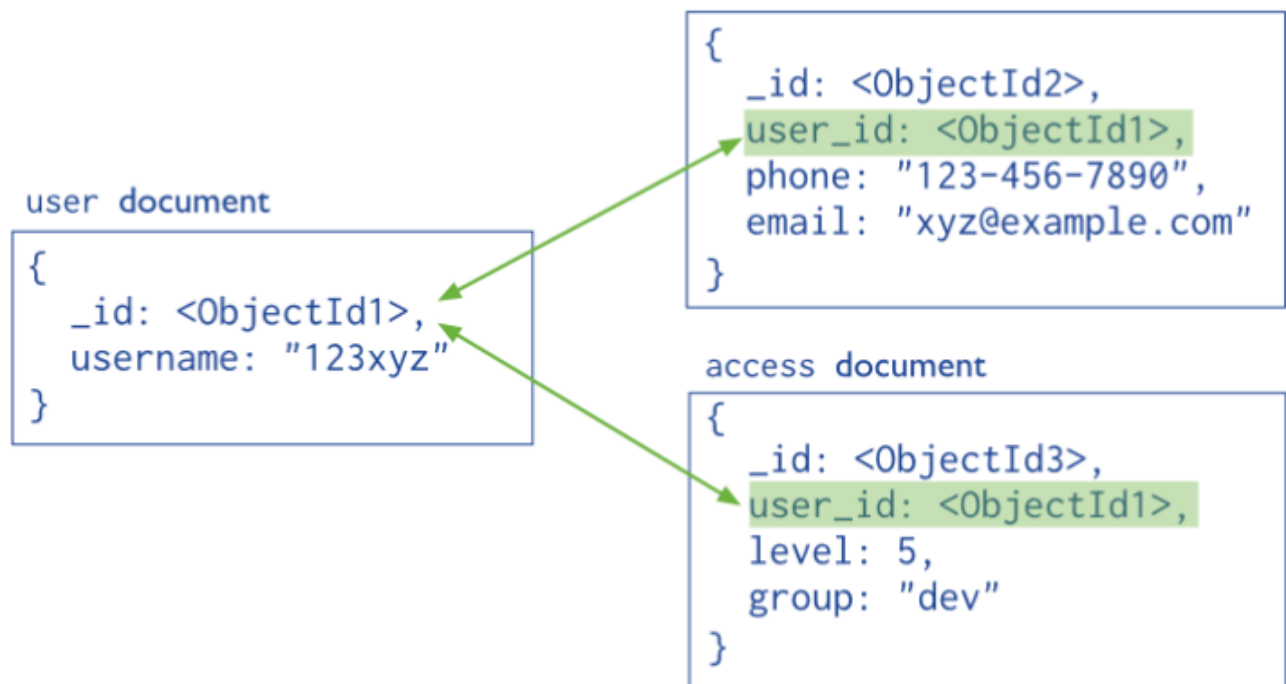 user document
{
_id: <ObjectId1>,
username: "123xyz"
}
{
_id: <ObjectId2>,
user_id: <ObjectId1>,
phone: "123-456-7890",
email: "xyz@example.com"
}
access document
{
_id: <ObjectId3>,
user_id: <ObjectId1>,
level: 5,
group: "dev"
}